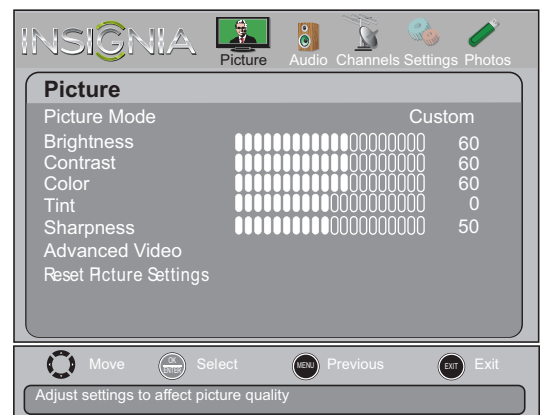 INSIGNIA
Picture Audio Channels Settings Photos
Picture
Picture Mode Custom
Brightness 60
Contrast 60
Color 60
Tint 0
Sharpness 50
Advanced Video
Reset Picture Settings
Move OK ENTER Select MENU Previous EXIT Exit
Adjust settings to affect picture quality